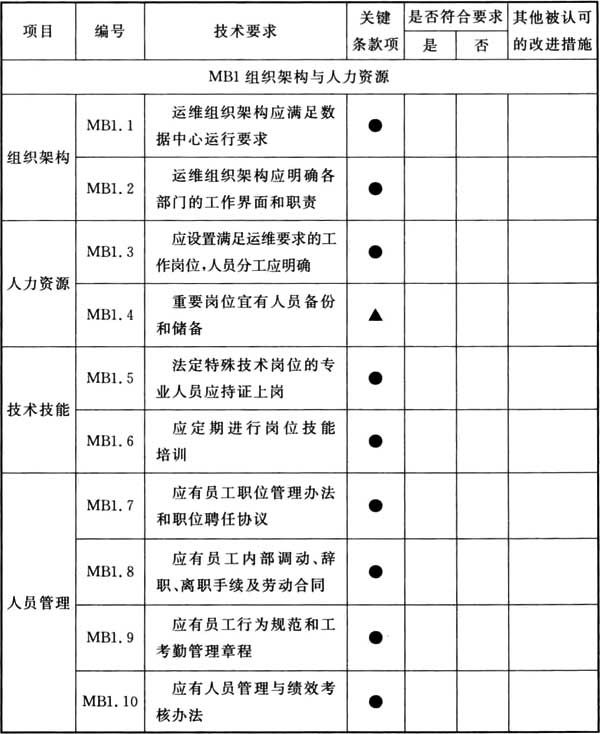 项目 编号 技术要求 关键条款项 是否符合要求 其他被认可的改进措施
是 否
MB1 组织架构与人力资源
组织架构 MB1.1 运维组织架构应满足数据中心运行要求 ●
MB1.2 运维组织架构应明确各部门的工作界面和职责 ●
人力资源 MB1.3 应设置满足运维要求的工作岗位,人员分工应明确 ●
MB1.4 重要岗位宜有人员备份和储备 ▲
技术技能 MB1.5 法定特殊技术岗位的专业人员应持证上岗 ●
MB1.6 应定期进行岗位技能培训 ●
人员管理 MB1.7 应有员工职位管理办法和职位聘任协议 ●
MB1.8 应有员工内部调动、辞职、离职手续及劳动合同 ●
MB1.9 应有员工行为规范和工考勤管理章程 ●
MB1.10 应有人员管理与绩效考核办法 ●